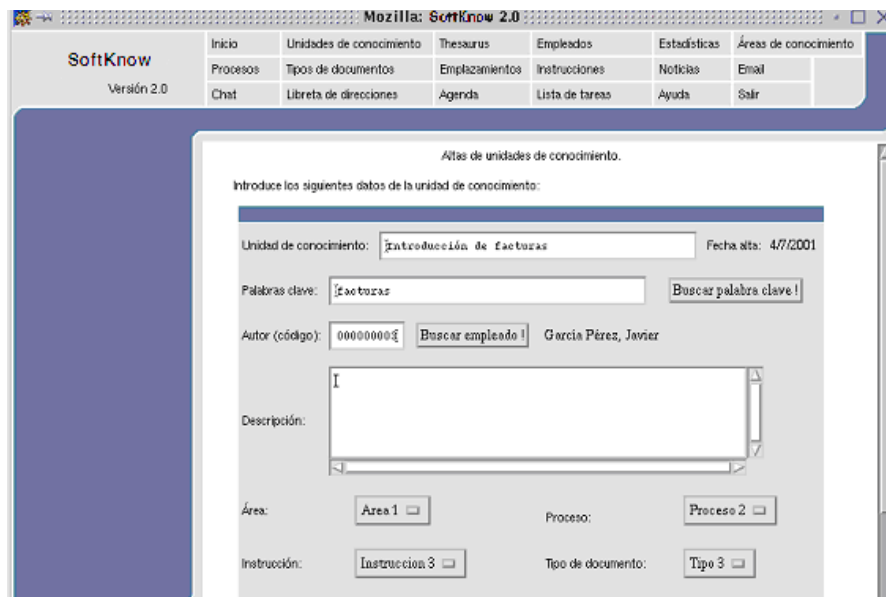 Mozilla: SoftKnow 2.0
SoftKnow
Versión 2.0
Inicio Unidades de conocimiento Thesaurus Empleados Estadísticas Áreas de conocimiento
Procesos Tipos de documentos Emplazamientos Instrucciones Noticias Email
Chat Libreta de direcciones Agenda Lista de tareas Ayuda Salir
Altas de unidades de conocimiento.
Introduce los siguientes datos de la unidad de conocimiento:
Unidad de conocimiento: Introducción de facturas Fecha alta: 4/7/2001
Palabras clave: facturas Buscar palabra clave !
Autor (código): 000000003 Buscar empleado ! García Pérez, Javier
Descripción:
Área: Area 1 Proceso: Proceso 2
Instrucción: Instruccion 3 Tipo de documento: Tipo 3